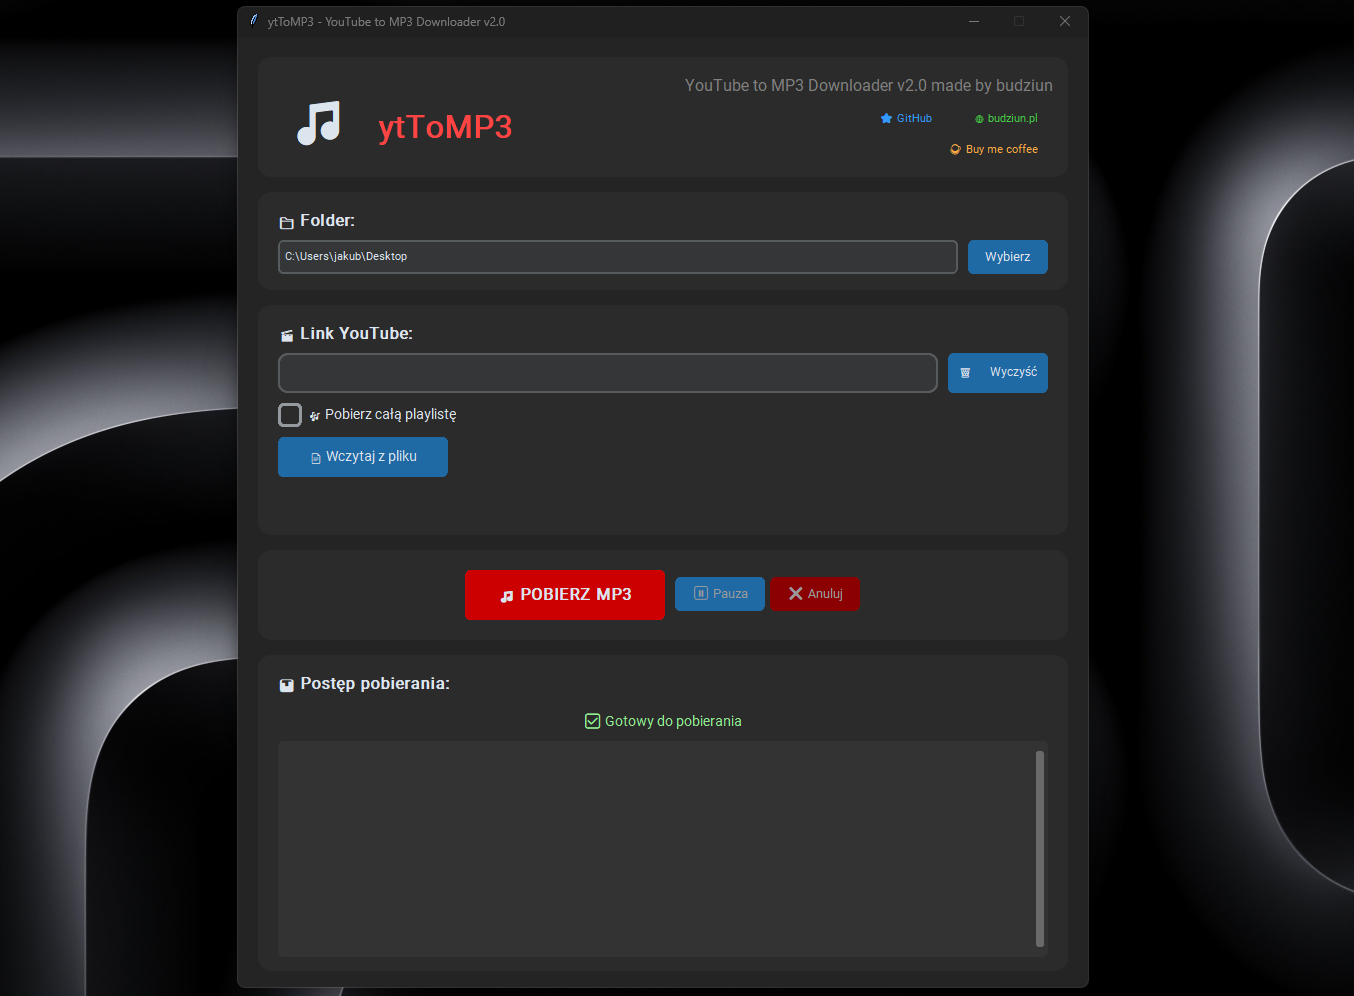 ytToMP3 - YouTube to MP3 Downloader v2.0
YouTube to MP3 Downloader v2.0 made by budziun
ytToMP3
GitHub
budziun.pl
Buy me coffee
Folder:
C:\Users\jakub\Desktop
Wybierz
Link YouTube:
Wyczyść
Pobierz całą playlistę
Wczytaj z pliku
POBIERZ MP3
Pauza
Anuluj
Postęp pobierania:
Gotowy do pobierania